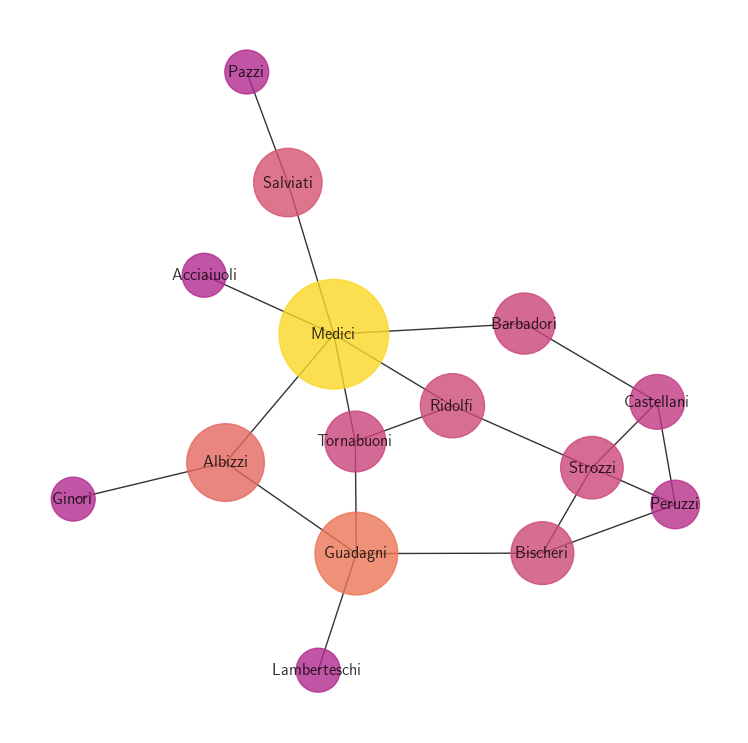 Pazzi
Salviati
Acciaiuoli
Medici
Barbadori
Castellani
Ridolfi
Tornabuoni
Albizzi
Strozzi
Ginori
Peruzzi
Guadagni
Bischeri
Lamberteschi